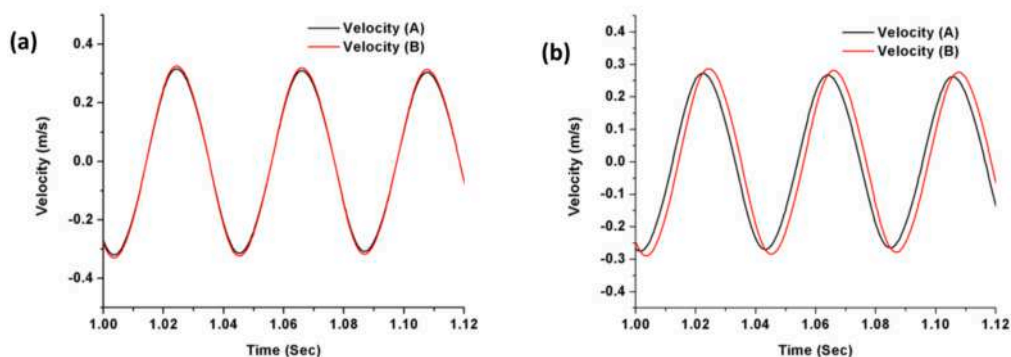 (a)
Velocity (A)
Velocity (B)
0.4
0.2
0.0
-0.2
-0.4
Velocity (m/s)
1.00 1.02 1.04 1.06 1.08 1.10 1.12
Time (Sec)
(b)
Velocity (A)
Velocity (B)
0.4
0.3
0.2
0.1
0.0
-0.1
-0.2
-0.3
-0.4
Velocity (m/s)
1.00 1.02 1.04 1.06 1.08 1.10 1.12
Time (Sec)